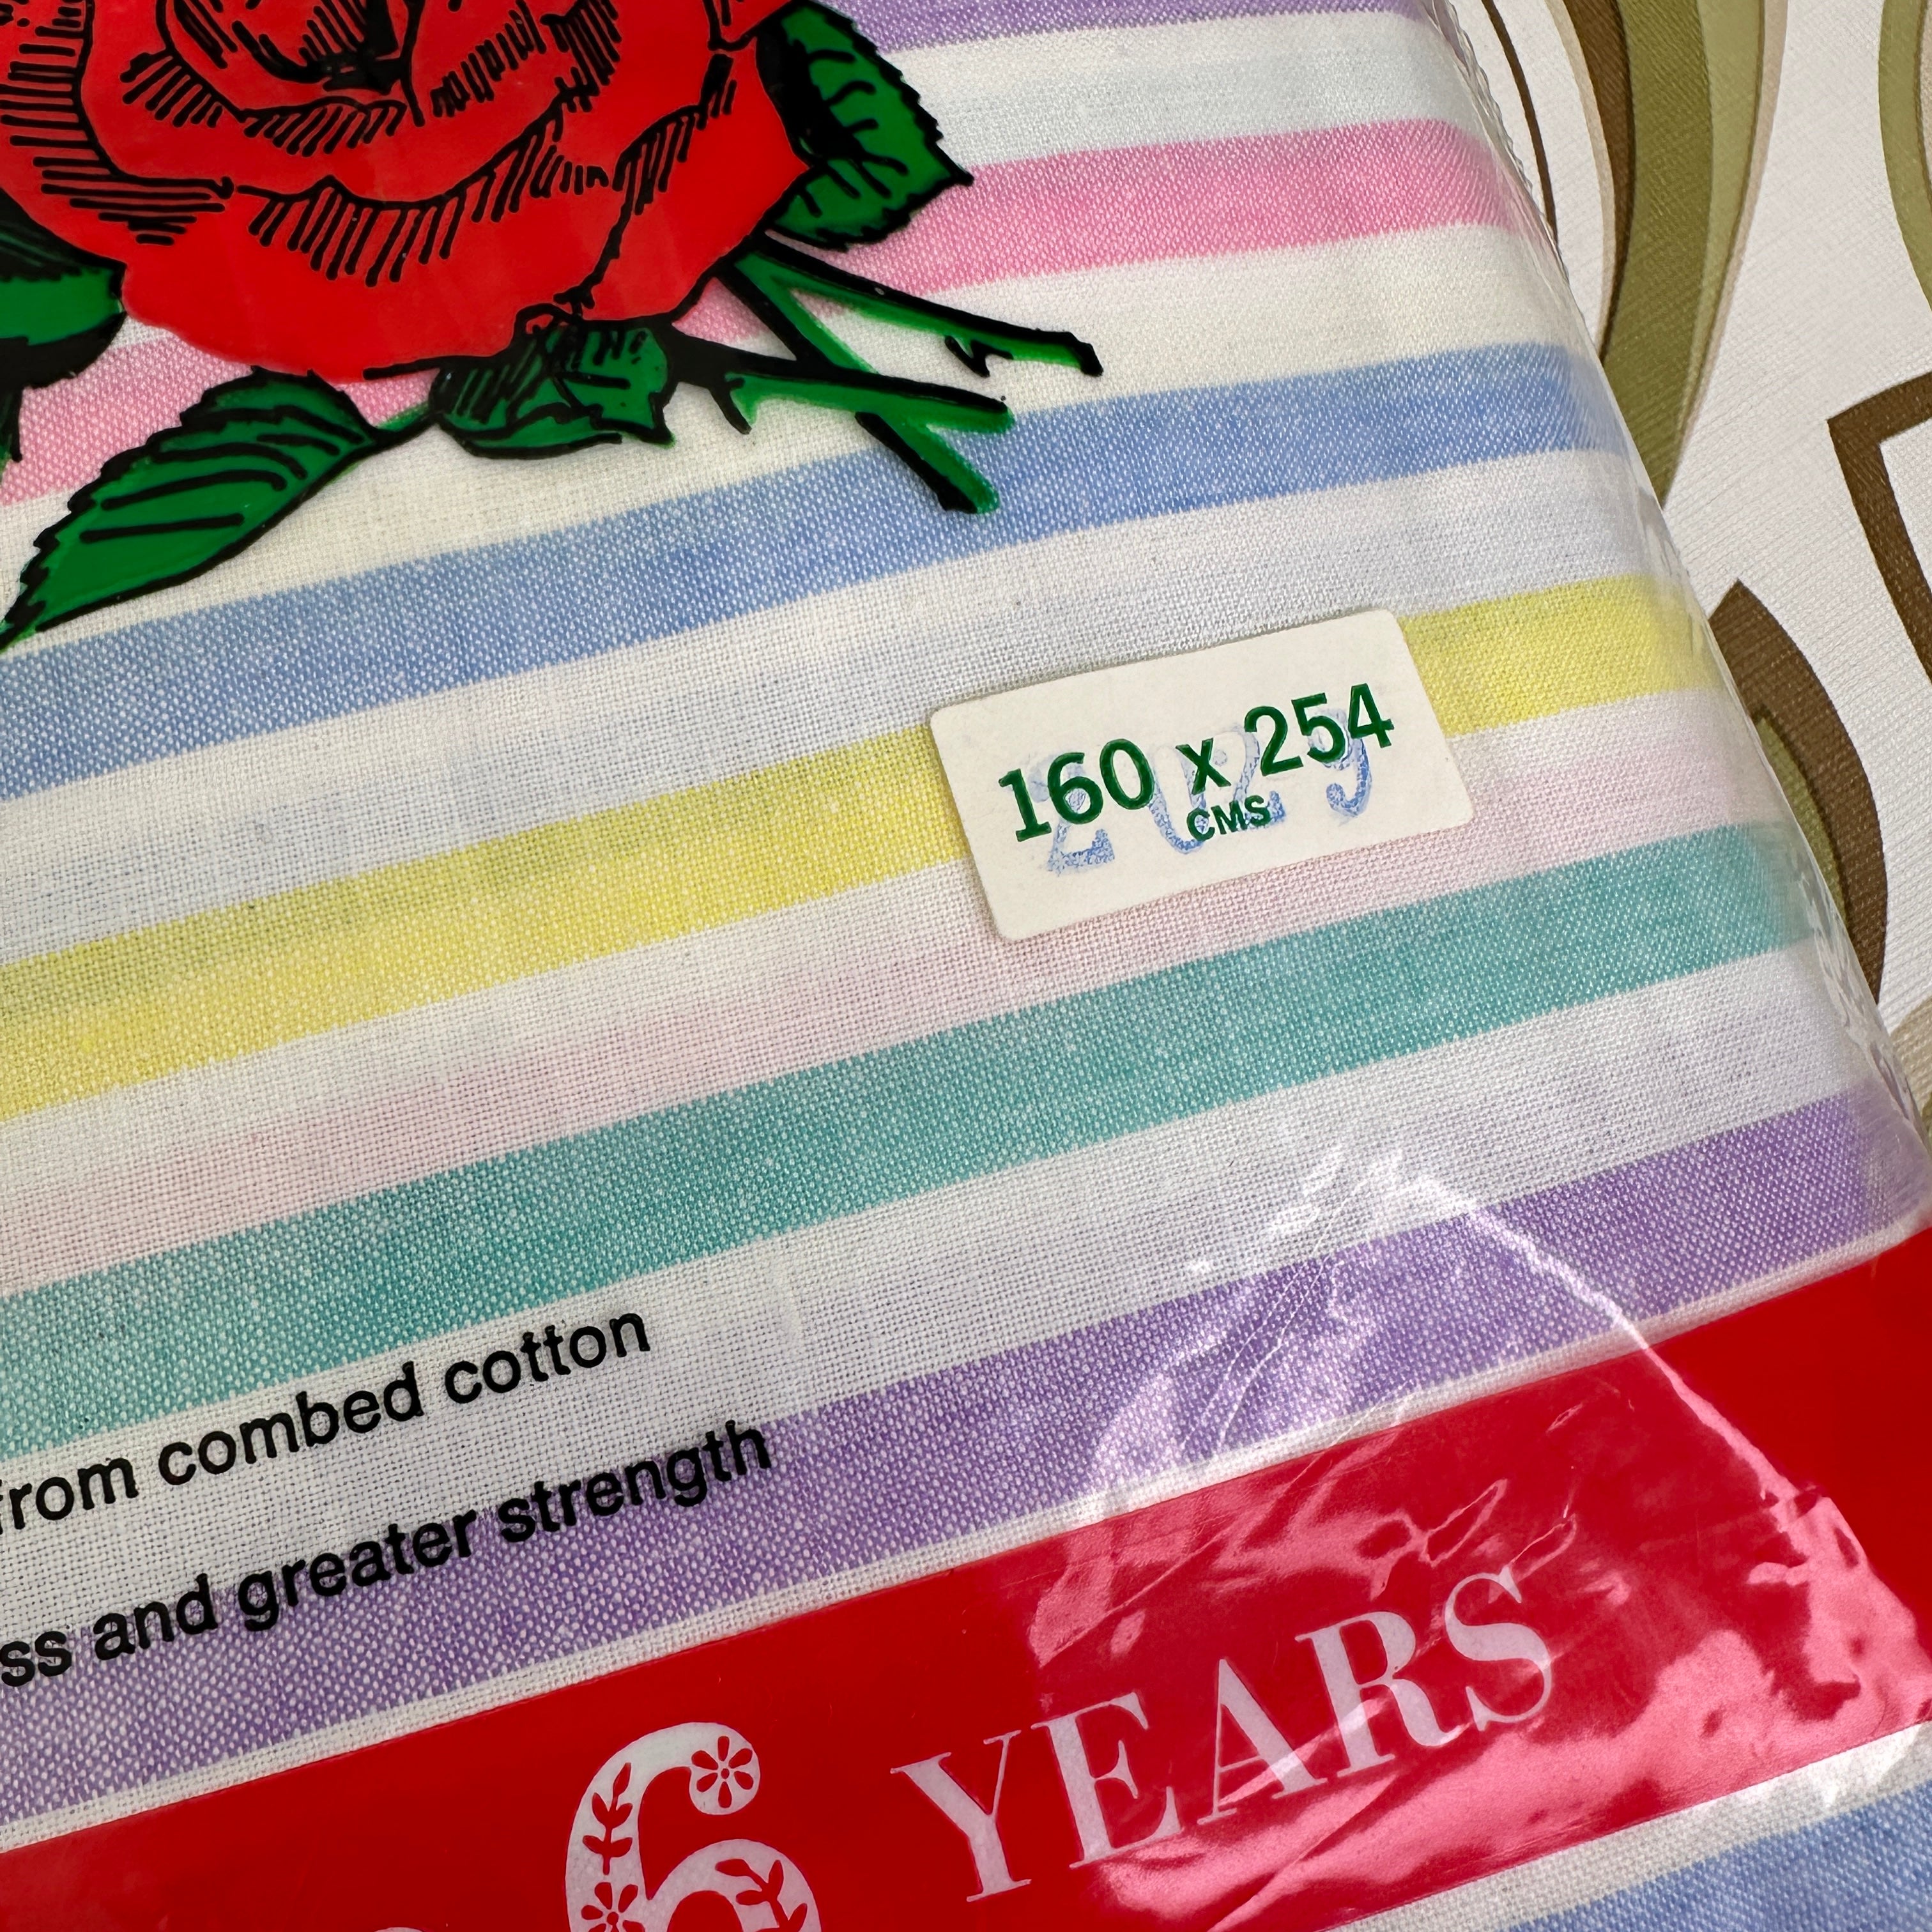 160 x 254
CMS
from combed cotton
ss and greater strength
6 YEARS